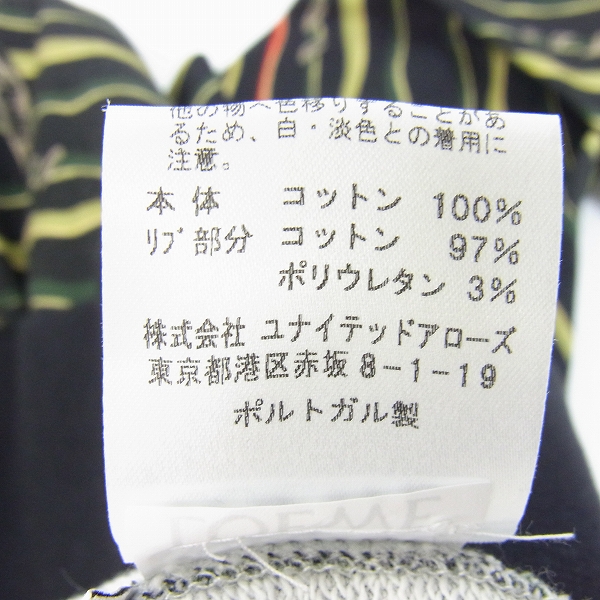 他の物へ色移りすることがあ
るため、白・淡色との着用に
注意。
本体 コットン 100%
ﾘﾌﾞ部分 コットン 97%
ポリウレタン 3%
株式会社 ユナイテッドアローズ
東京都港区赤坂8-1-19
ポルトガル製